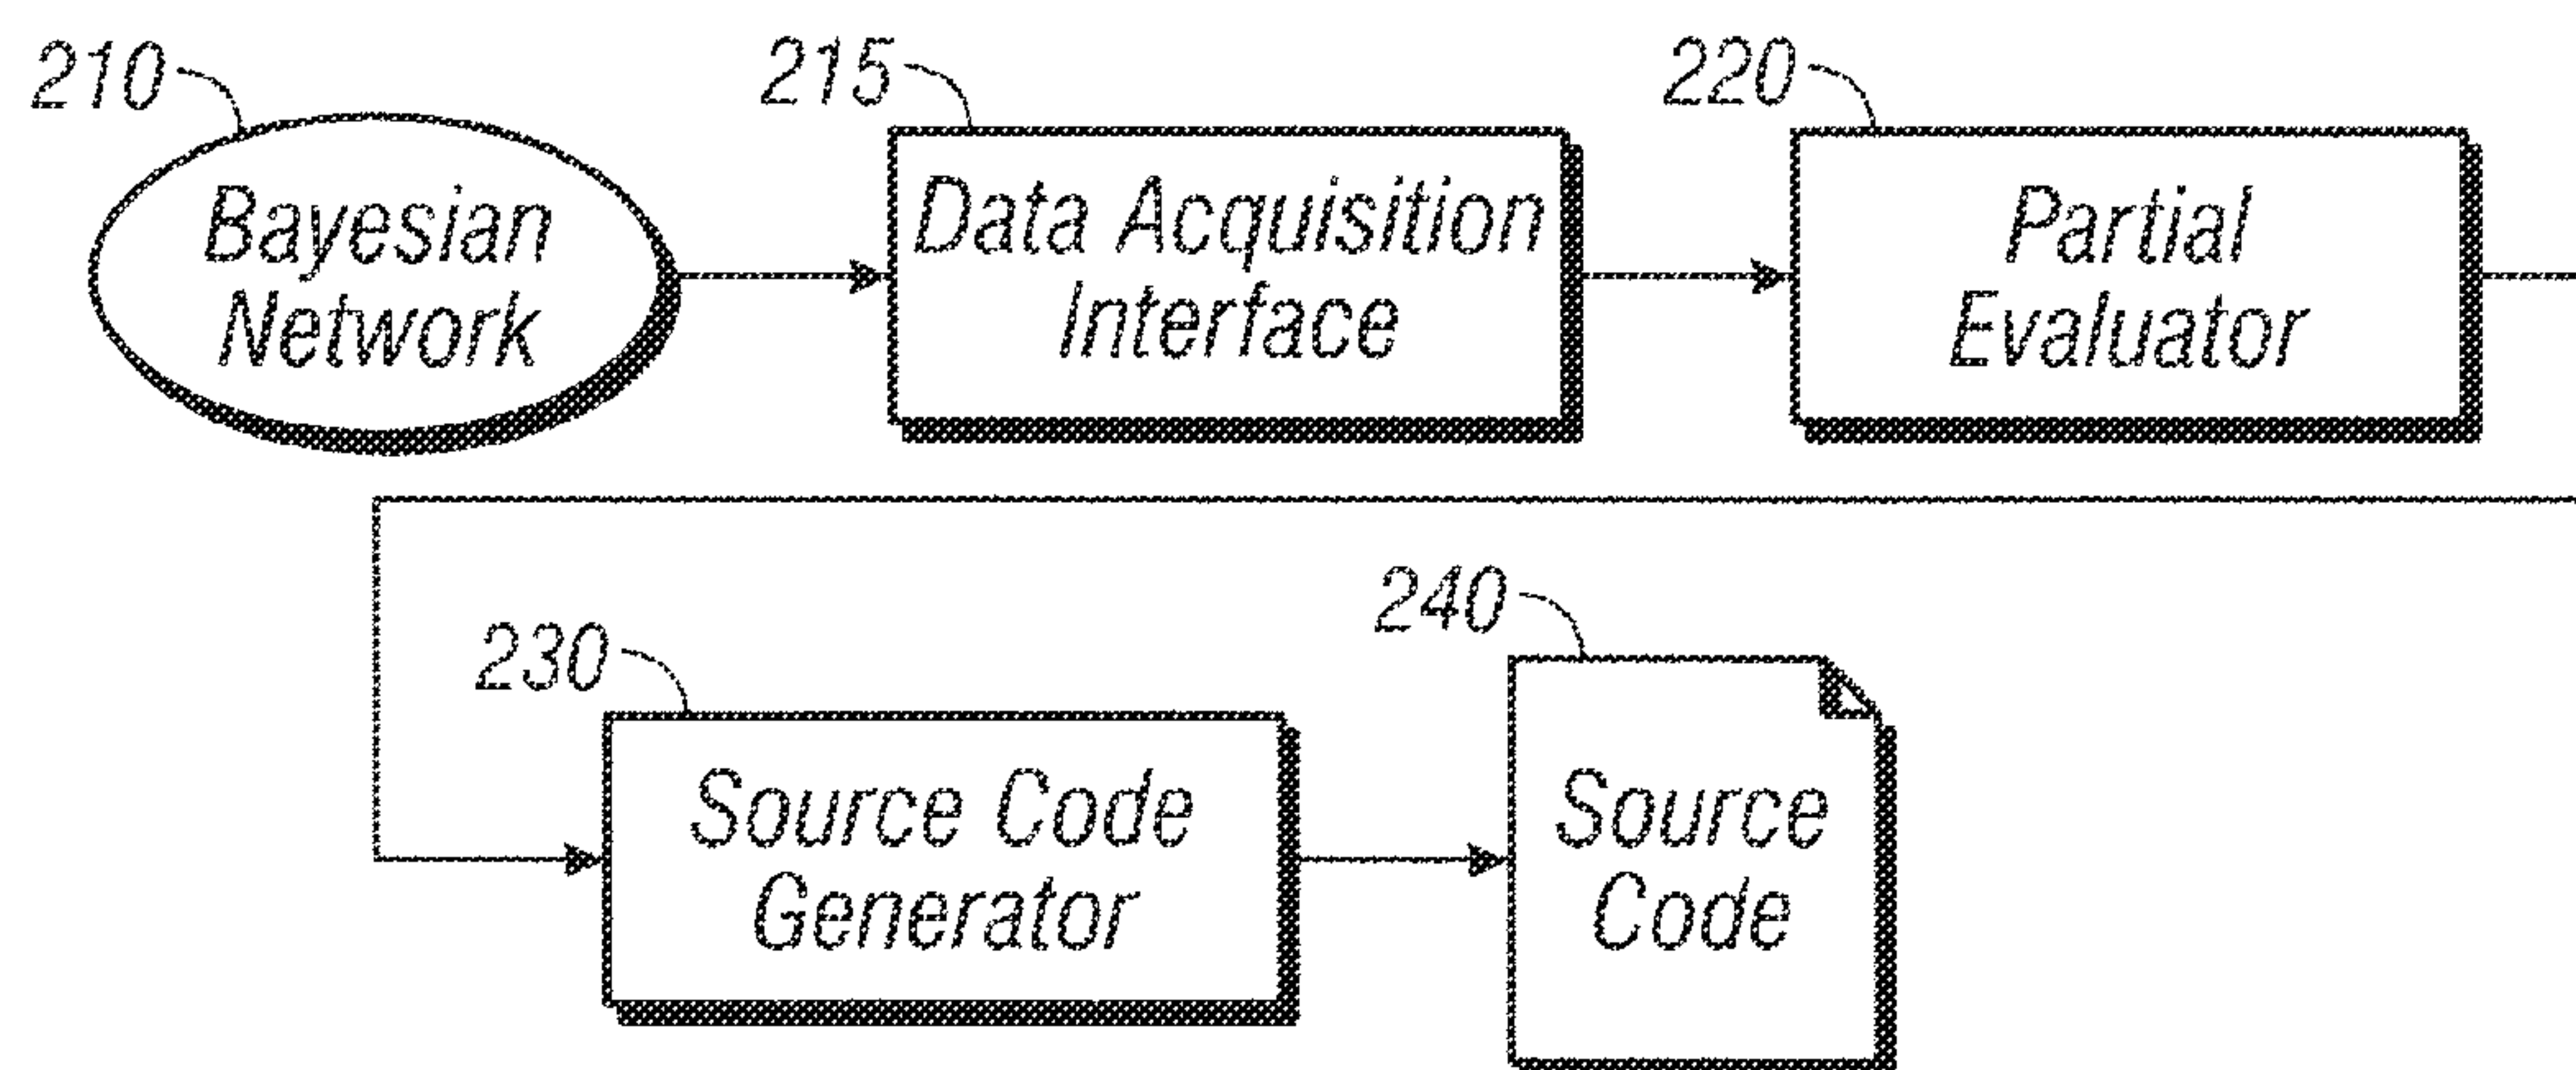 210
Bayesian
Network
215
Data Acquisition
Interface
220
Partial
Evaluator
230
Source Code
Generator
240
Source
Code